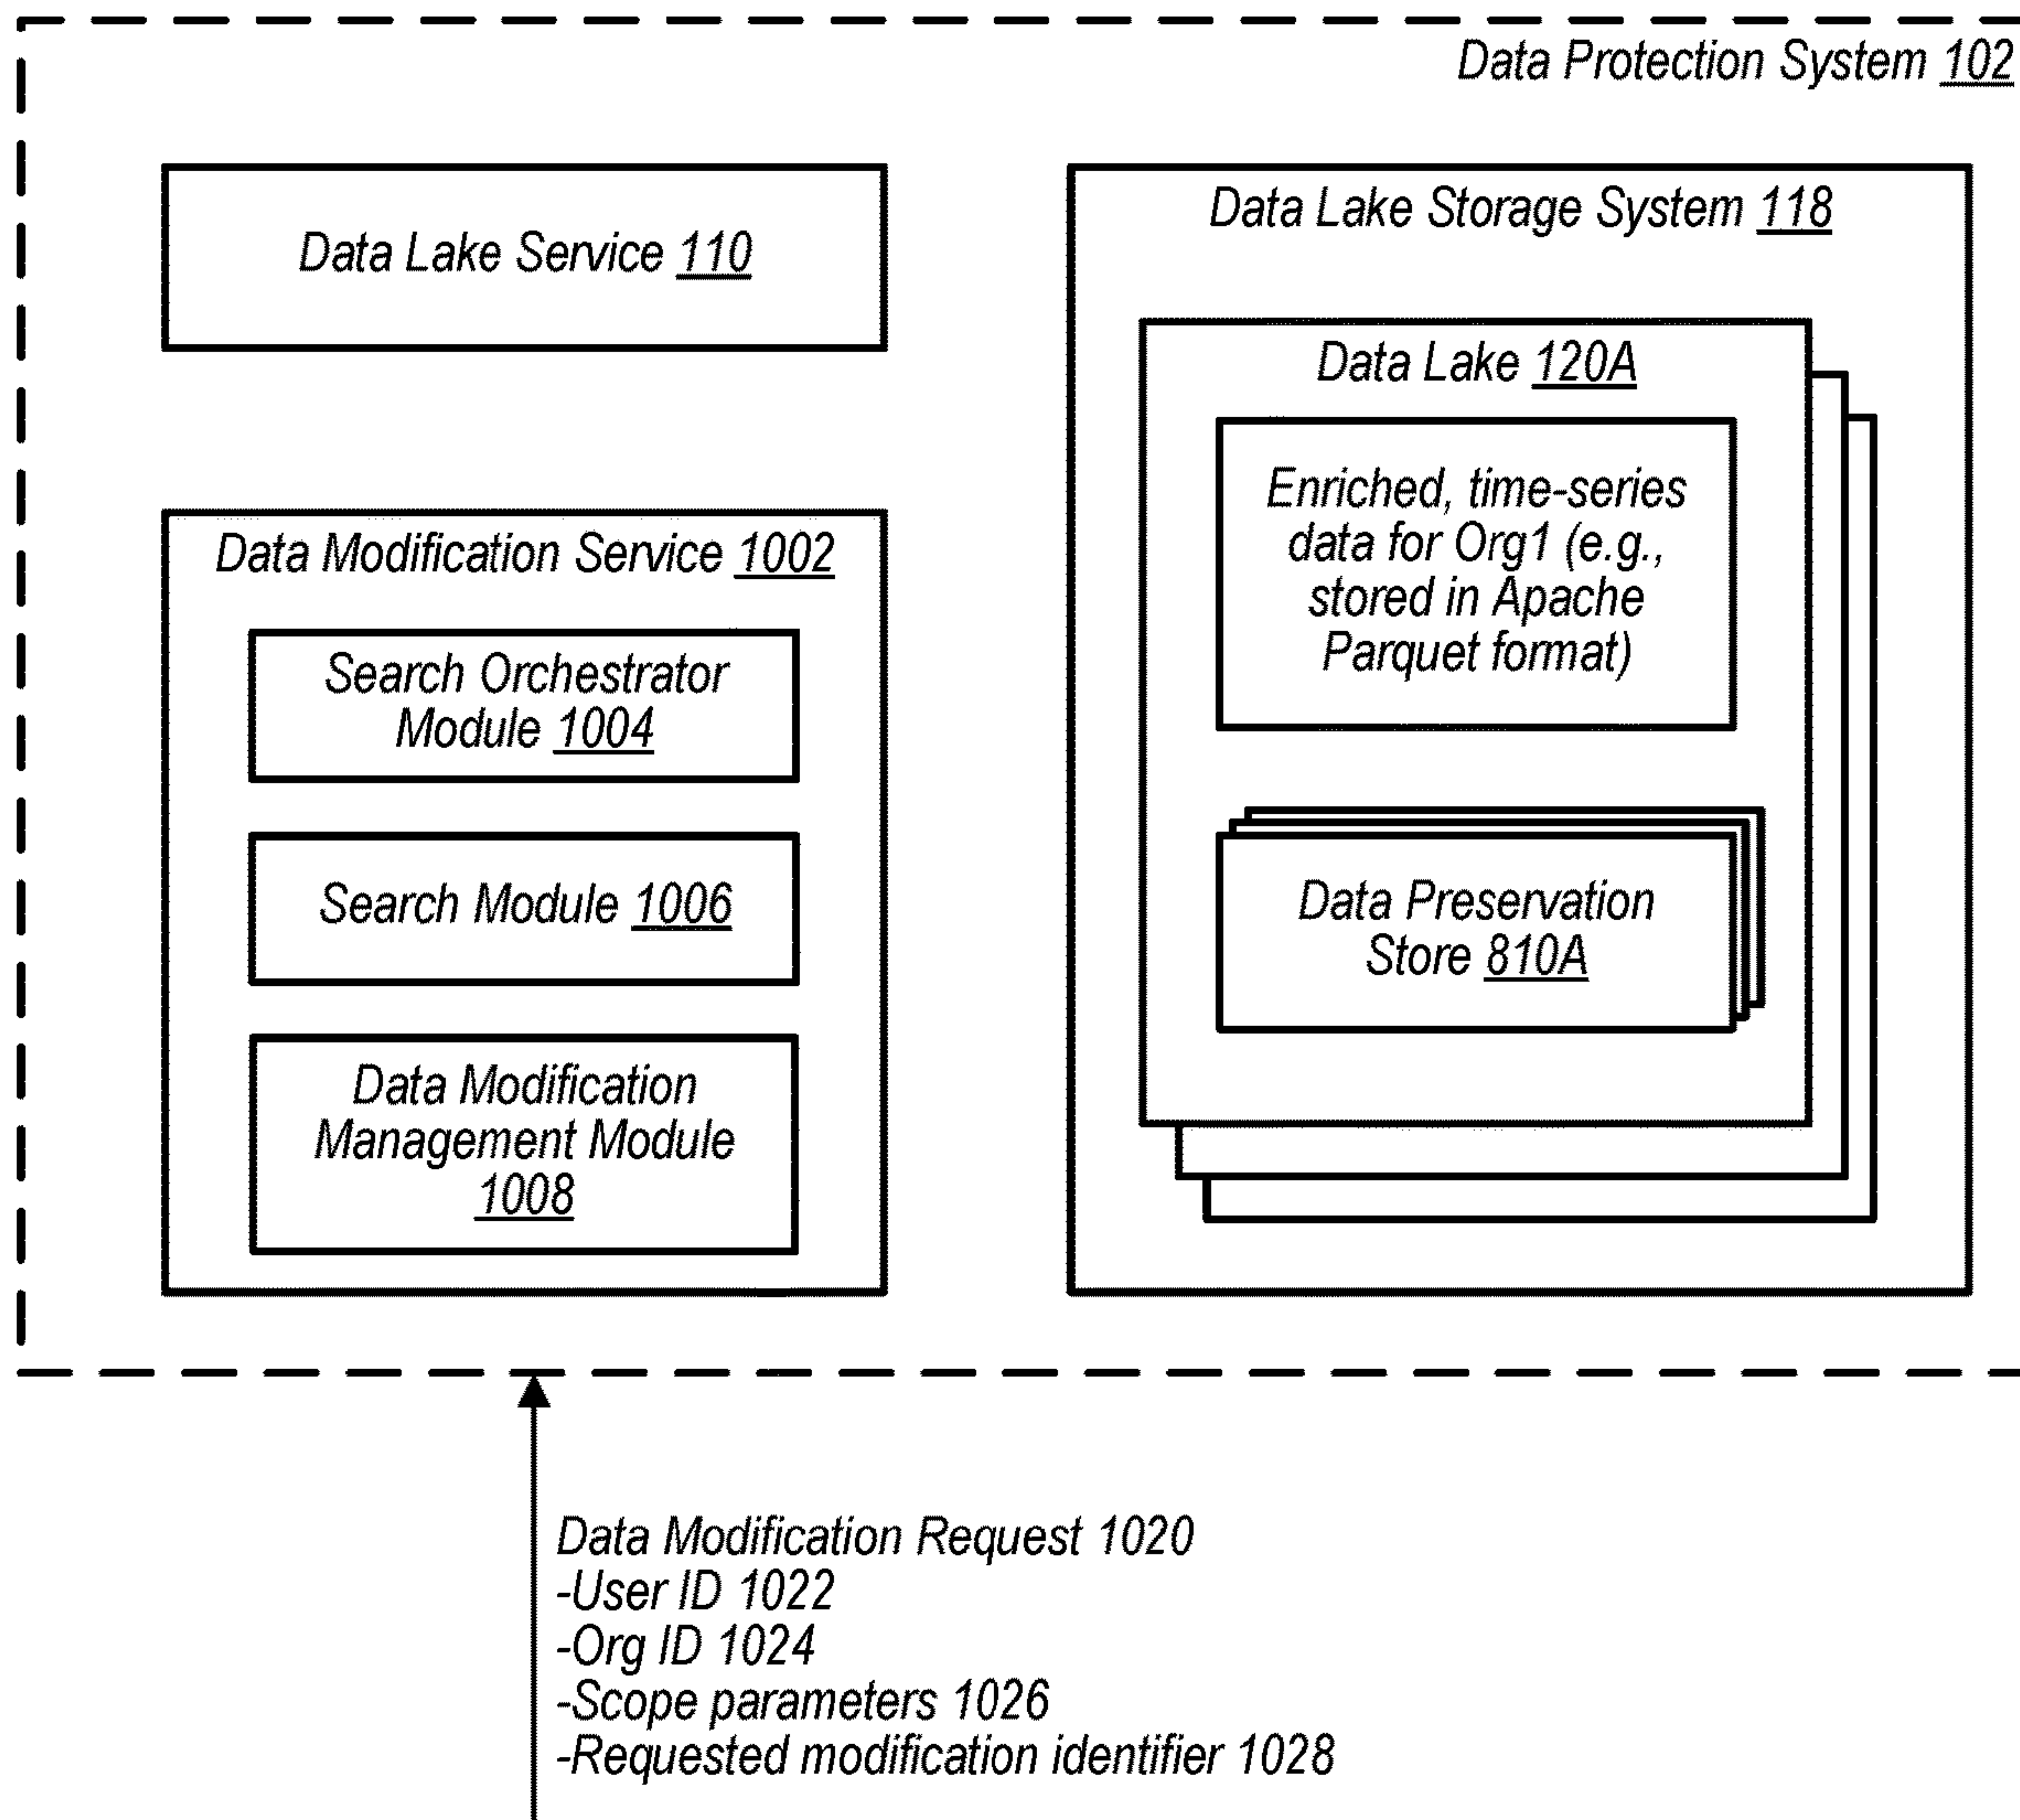 Data Protection System 102
Data Lake Service 110
Data Modification Service 1002
Search Orchestrator
Module 1004
Search Module 1006
Data Modification
Management Module
1008
Data Lake Storage System 118
Data Lake 120A
Enriched, time-series
data for Org1 (e.g.,
stored in Apache
Parquet format)
Data Preservation
Store 810A
Data Modification Request 1020
-User ID 1022
-Org ID 1024
-Scope parameters 1026
-Requested modification identifier 1028